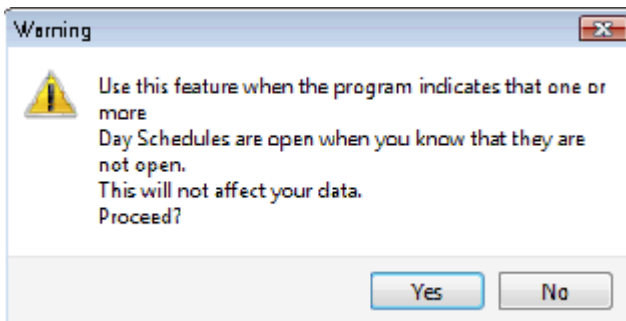 Warning
Use this feature when the program indicates that one or
more
Day Schedules are open when you know that they are
not open.
This will not affect your data.
Proceed?
Yes
No